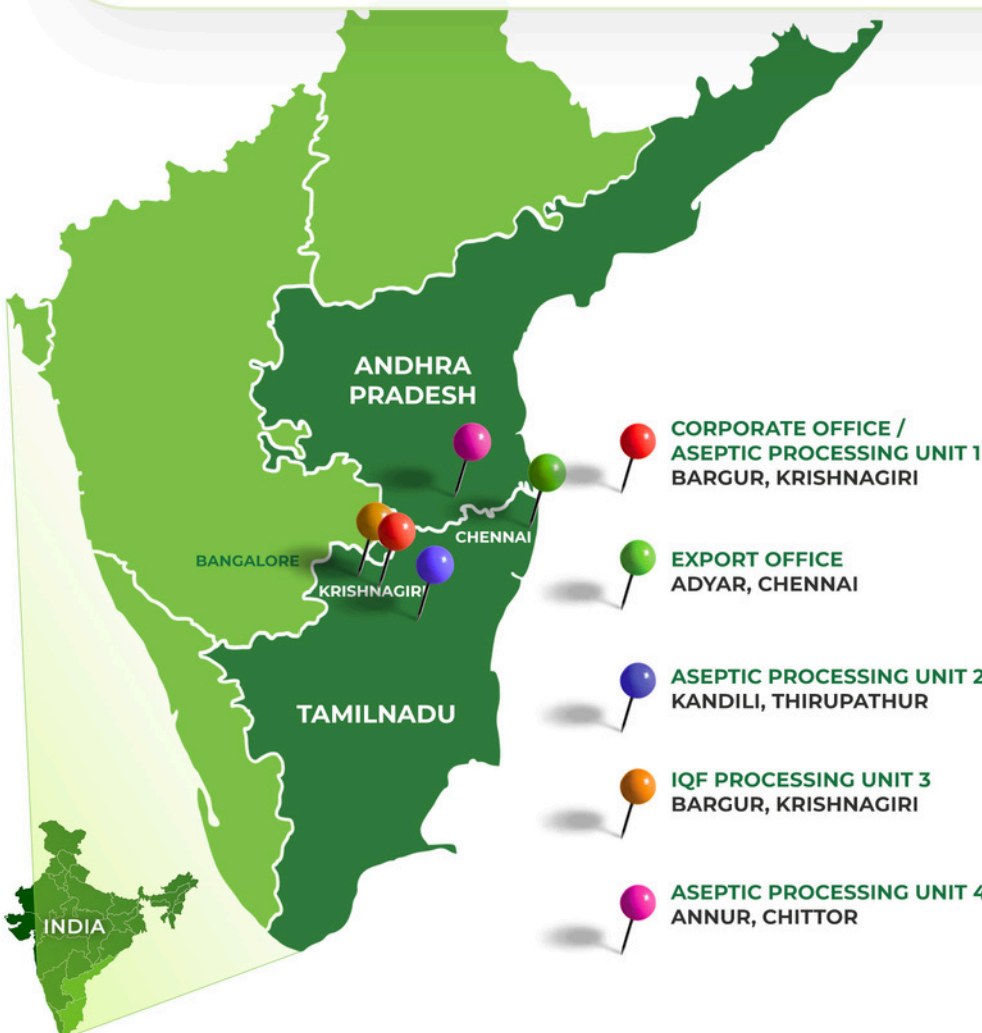 ANDHRA
PRADESH
CHENNAI
BANGALORE
KRISHNAGIRI
TAMILNADU
INDIA
CORPORATE OFFICE /
ASEPTIC PROCESSING UNIT 1
BARGUR, KRISHNAGIRI
EXPORT OFFICE
ADYAR, CHENNAI
ASEPTIC PROCESSING UNIT 2
KANDILI, THIRUPATHUR
IQF PROCESSING UNIT 3
BARGUR, KRISHNAGIRI
ASEPTIC PROCESSING UNIT 4
ANNUR, CHITTOR